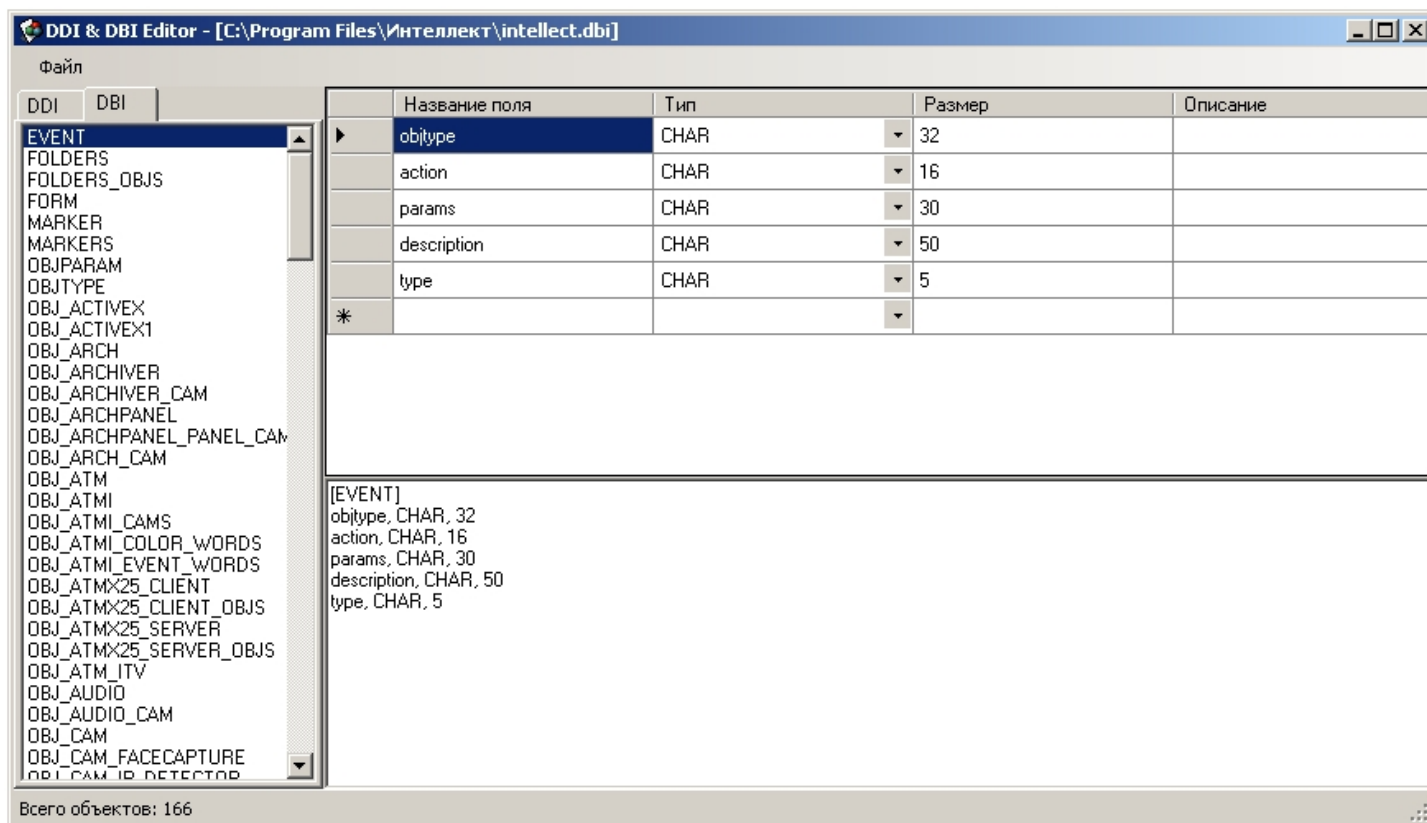 DDI & DBI Editor - [C:\Program Files\Интеллект\intellect.dbi]
Файл
DDI DBI
EVENT
FOLDERS
FOLDERS_OBJS
FORM
MARKER
MARKERS
OBJPARAM
OBJTYPE
OBJ_ACTIVEX
OBJ_ACTIVEX1
OBJ_ARCH
OBJ_ARCHIVER
OBJ_ARCHIVER_CAM
OBJ_ARCHPANEL
OBJ_ARCHPANEL_PANEL_CAM
OBJ_ARCH_CAM
OBJ_ATM
OBJ_ATMI
OBJ_ATMI_CAMS
OBJ_ATMI_COLOR_WORDS
OBJ_ATMI_EVENT_WORDS
OBJ_ATMX25_CLIENT
OBJ_ATMX25_CLIENT_OBJS
OBJ_ATMX25_SERVER
OBJ_ATMX25_SERVER_OBJS
OBJ_ATM_ITV
OBJ_AUDIO
OBJ_AUDIO_CAM
OBJ_CAM
OBJ_CAM_FACECAPTURE
OBJ_CAM_IR_DETECTOR
Название поля Тип Размер Описание
objtype CHAR 32
action CHAR 16
params CHAR 30
description CHAR 50
type CHAR 5
[EVENT]
objtype, CHAR, 32
action, CHAR, 16
params, CHAR, 30
description, CHAR, 50
type, CHAR, 5
Всего объектов: 166